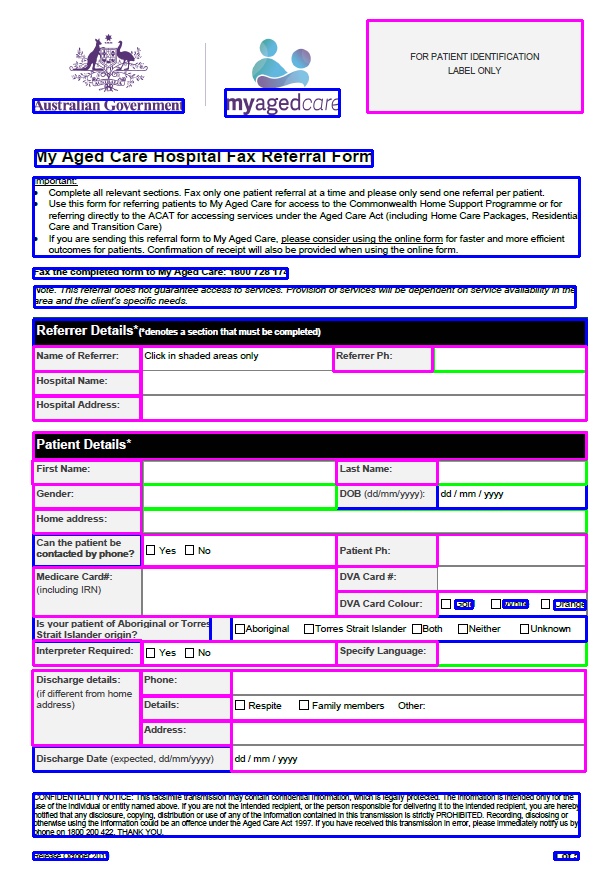 FOR PATIENT IDENTIFICATION
LABEL ONLY
Australian Government
myagedcare
My Aged Care Hospital Fax Referral Form
Important:
• Complete all relevant sections. Fax only one patient referral at a time and please only send one referral per patient.
• Use this form for referring patients to My Aged Care for access to the Commonwealth Home Support Programme or for
referring directly to the ACAT for accessing services under the Aged Care Act (including Home Care Packages, Residential
Care and Transition Care)
• If you are sending this referral form to My Aged Care, please consider using the online form for faster and more efficient
outcomes for patients. Confirmation of receipt will also be provided when using the online form.
Fax the completed form to My Aged Care: 1800 728 174
Note: This referral does not guarantee access to services. Provision of services will be dependent on service availability in the
area and the client's specific needs.
Referrer Details*(*denotes a section that must be completed)
Name of Referrer: Click in shaded areas only Referrer Ph:
Hospital Name:
Hospital Address:
Patient Details*
First Name: Last Name:
Gender: DOB (dd/mm/yyyy): dd / mm / yyyy
Home address:
Can the patient be
contacted by phone? Yes No Patient Ph:
Medicare Card#:
(including IRN) DVA Card #:
DVA Card Colour: Gold White Orange
Is your patient of Aboriginal or Torres
Strait Islander origin? Aboriginal Torres Strait Islander Both Neither Unknown
Interpreter Required: Yes No Specify Language:
Discharge details: Phone:
(if different from home
address) Details: Respite Family members Other:
Address:
Discharge Date (expected, dd/mm/yyyy) dd / mm / yyyy
CONFIDENTIALITY NOTICE: This facsimile transmission may contain confidential information, which is legally protected. The information is intended only for the
use of the individual or entity named above. If you are not the intended recipient, or the person responsible for delivering it to the intended recipient, you are hereby
notified that any disclosure, copying, distribution or use of any of the information contained in this transmission is strictly PROHIBITED. Recording, disclosing or
otherwise using the information could be an offence under the Aged Care Act 1997. If you have received this transmission in error, please immediately notify us by
phone on 1800 200 422. THANK YOU.
Release October
1 of 5